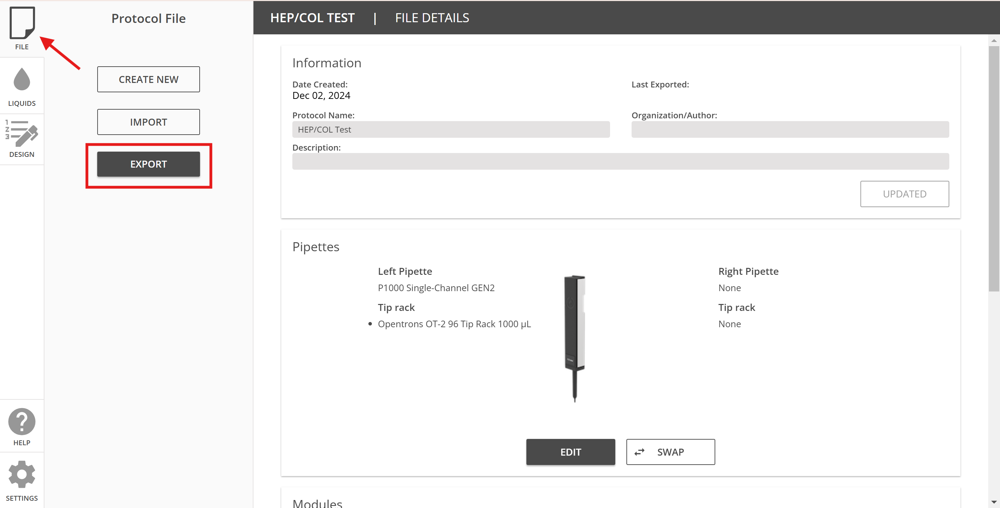 FILE
LIQUIDS
1
2
3
DESIGN
HELP
SETTINGS
Protocol File
CREATE NEW
IMPORT
EXPORT
HEP/COL TEST | FILE DETAILS
Information
Date Created:
Dec 02, 2024
Last Exported:
Protocol Name:
HEP/COL Test
Organization/Author:
Description:
UPDATED
Pipettes
Left Pipette
P1000 Single-Channel GEN2
Tip rack
• Opentrons OT-2 96 Tip Rack 1000 µL
Right Pipette
None
Tip rack
None
EDIT
SWAP
Modules